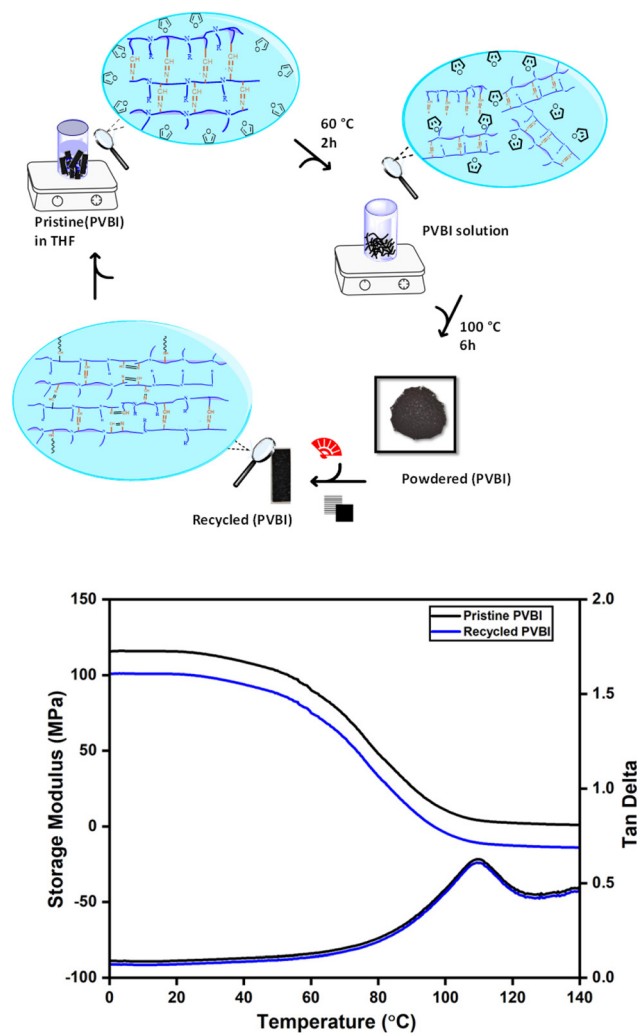 60 °C
2h
Pristine(PVBI)
in THF
PVBI solution
100 °C
6h
Powdered (PVBI)
Recycled (PVBI)
150
100
50
0
-50
-100
Storage Modulus (MPa)
Pristine PVBI
Recycled PVBI
2.0
1.5
1.0
0.5
0.0
Tan Delta
0
20
40
60
80
100
120
140
Temperature (°C)